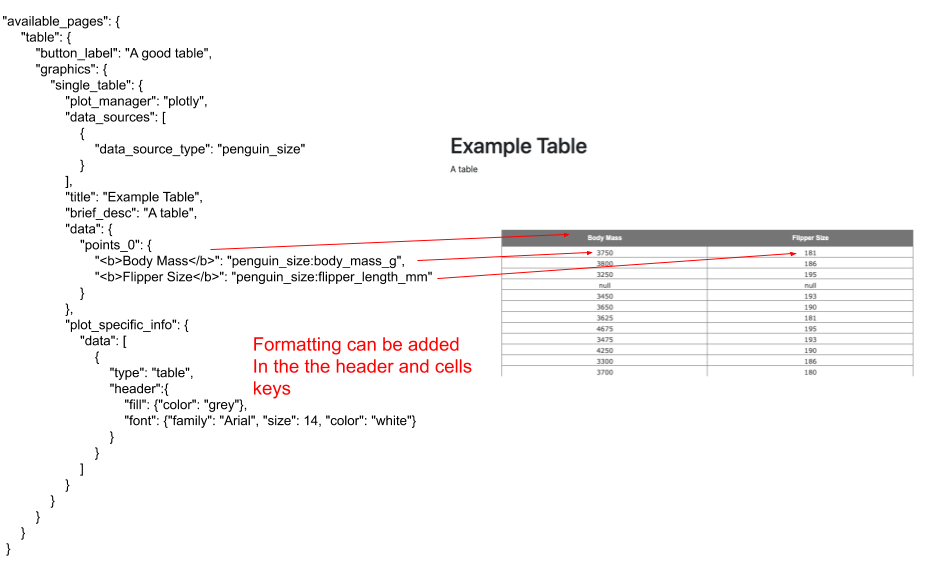 "available_pages": {
"table": {
"button_label": "A good table",
"graphics": {
"single_table": {
"plot_manager": "plotly",
"data_sources": [
{
"data_source_type": "penguin_size"
}
],
"title": "Example Table",
"brief_desc": "A table",
"data": {
"points_0": {
"<b>Body Mass</b>": "penguin_size:body_mass_g",
"<b>Flipper Size</b>": "penguin_size:flipper_length_mm"
}
},
"plot_specific_info": {
"data": [
{
"type": "table",
"header":{
"fill": {"color": "grey"},
"font": {"family": "Arial", "size": 14, "color": "white"}
}
}
]
}
}
}
}
}
Formatting can be added
In the the header and cells
keys
Example Table
A table
Body Mass Flipper Size
3750 181
3800 186
3250 195
null null
3450 193
3650 190
3625 181
4675 195
3475 193
4250 190
3300 186
3700 180